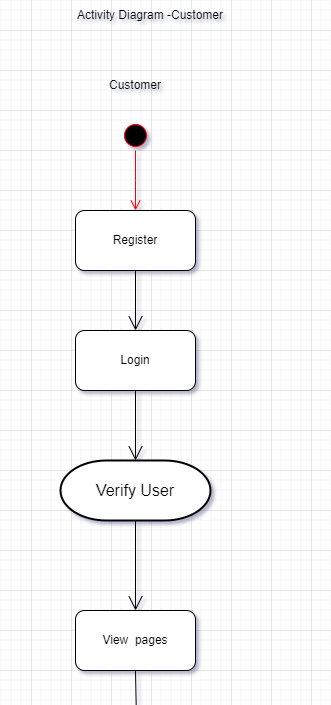 Activity Diagram -Customer
Customer
Register
Login
Verify User
View  pages